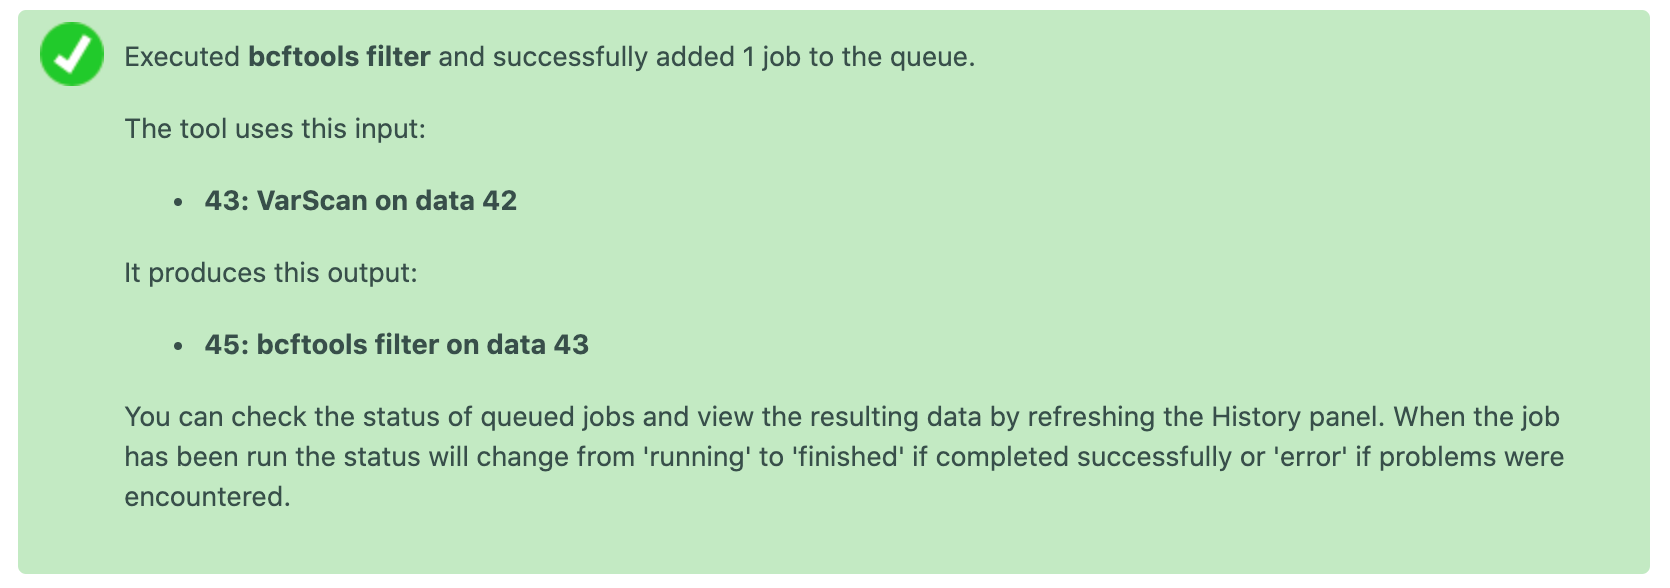 Executed bcftools filter and successfully added 1 job to the queue.
The tool uses this input:
• 43: VarScan on data 42
It produces this output:
• 45: bcftools filter on data 43
You can check the status of queued jobs and view the resulting data by refreshing the History panel. When the job
has been run the status will change from 'running' to 'finished' if completed successfully or 'error' if problems were
encountered.